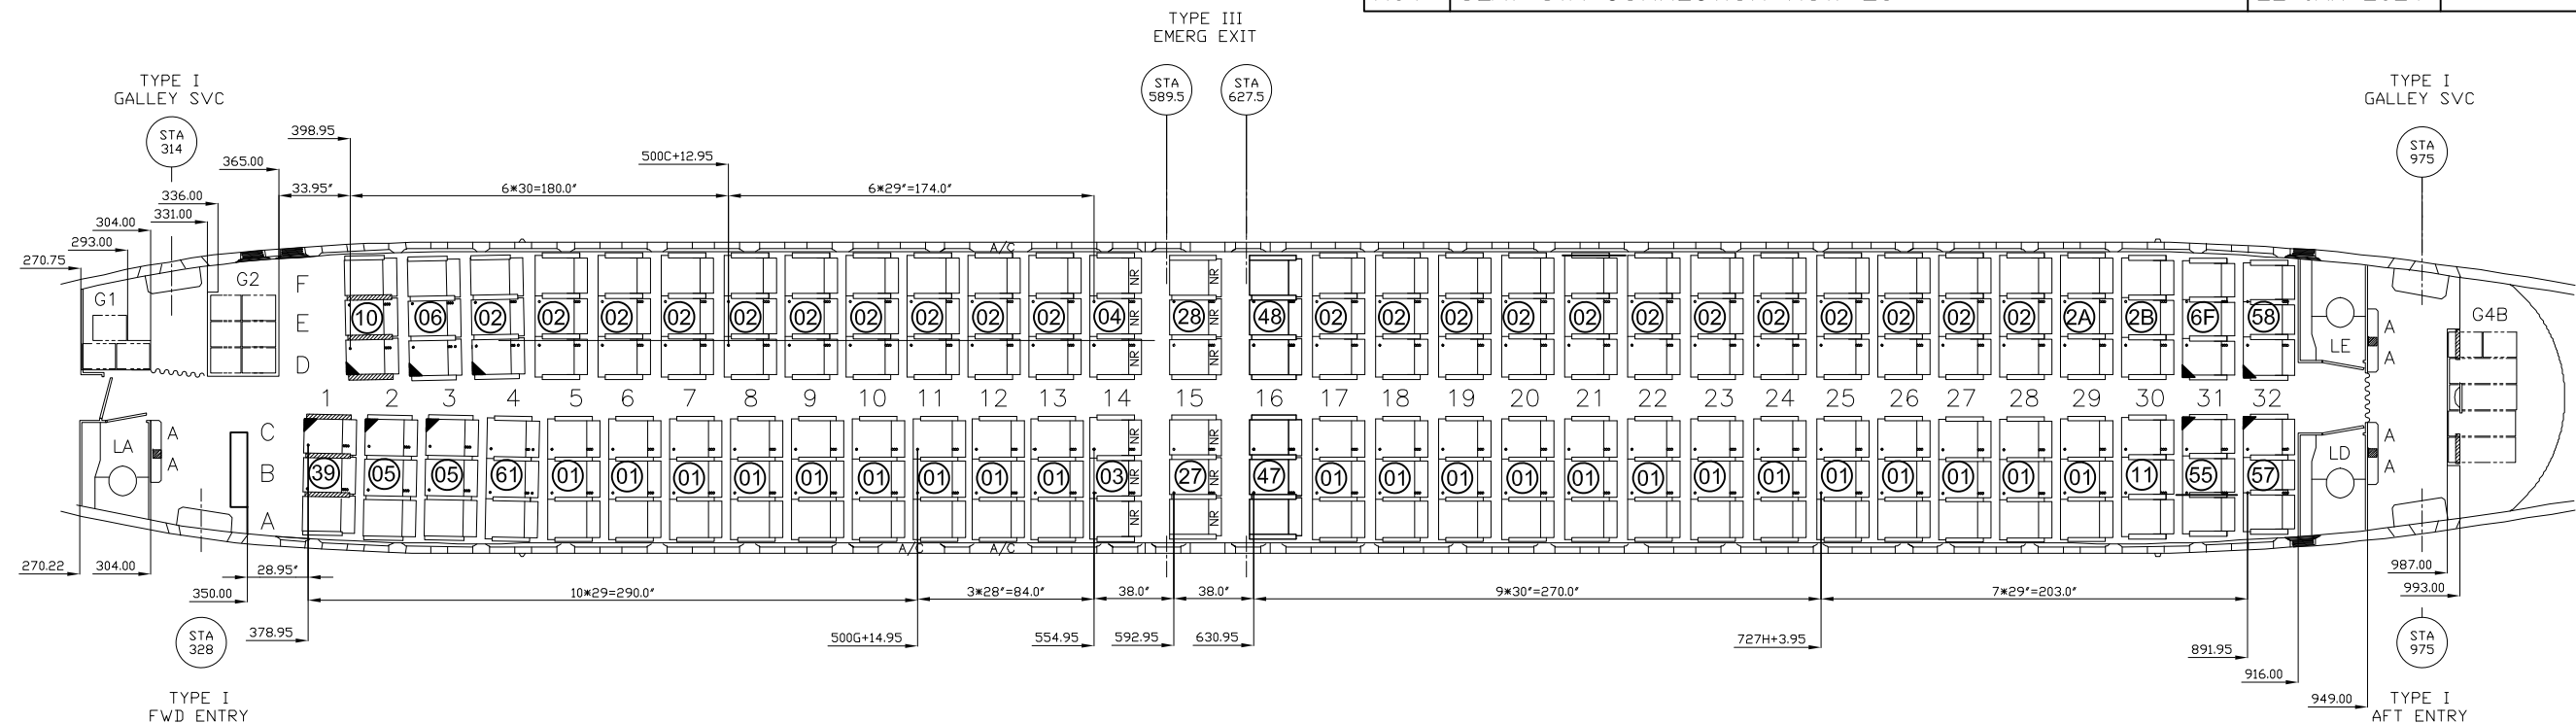 TYPE III
EMERG EXIT
TYPE I
GALLEY SVC
TYPE I
GALLEY SVC
STA
589.5
STA
627.5
STA
314
STA
975
398.95
500C+12.95
365.00
33.95"
6*30=180.0"
6*29"=174.0"
336.00
304.00
331.00
293.00
270.75
A/C
G1
G2
F
E
D
10
06
02
02
02
02
02
02
02
02
02
02
04
28
48
02
02
02
02
02
02
02
02
02
02
02
02
2A
2B
6F
58
NR
NR
NR
NR
NR
NR
LE
A
A
G4B
1
2
3
4
5
6
7
8
9
10
11
12
13
14
15
16
17
18
19
20
21
22
23
24
25
26
27
28
29
30
31
32
LA
A
A
C
B
A
39
05
05
61
01
01
01
01
01
01
01
01
01
03
27
47
01
01
01
01
01
01
01
01
01
01
01
01
01
11
55
57
NR
NR
NR
NR
NR
NR
LD
A
A
A/C
A/C
270.22
304.00
28.95"
350.00
10*29=290.0"
3*28"=84.0"
38.0"
38.0"
9*30"=270.0"
7*29"=203.0"
987.00
993.00
STA
328
378.95
500G+14.95
554.95
592.95
630.95
727H+3.95
891.95
STA
975
916.00
949.00
TYPE I
FWD ENTRY
TYPE I
AFT ENTRY